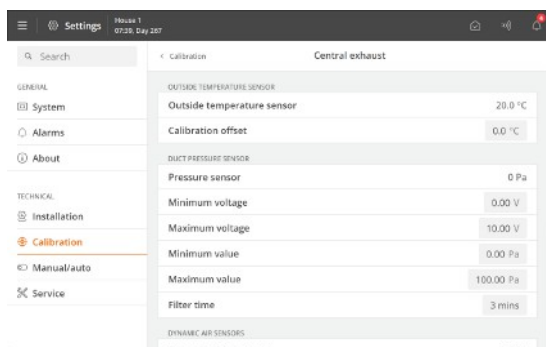 Settings
House 1
07:39, Day 267
4
Search
GENERAL
System
Alarms
About
TECHNICAL
Installation
Calibration
Manual/auto
Service
< Calibration
Central exhaust
OUTSIDE TEMPERATURE SENSOR
Outside temperature sensor 20.0 °C
Calibration offset 0.0 °C
DUCT PRESSURE SENSOR
Pressure sensor 0 Pa
Minimum voltage 0.00 V
Maximum voltage 10.00 V
Minimum value 0.00 Pa
Maximum value 100.00 Pa
Filter time 3 mins
DYNAMIC AIR SENSORS